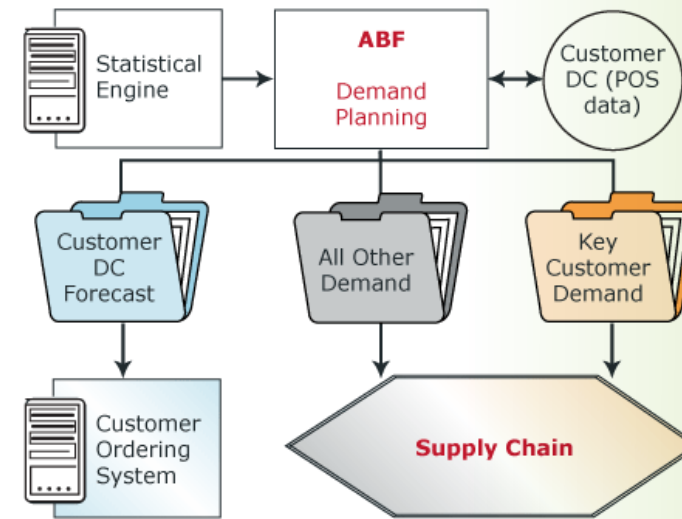 Statistical
Engine
ABF
Demand
Planning
Customer
DC (POS
data)
Customer
DC
Forecast
All Other
Demand
Key
Customer
Demand
Customer
Ordering
System
Supply Chain